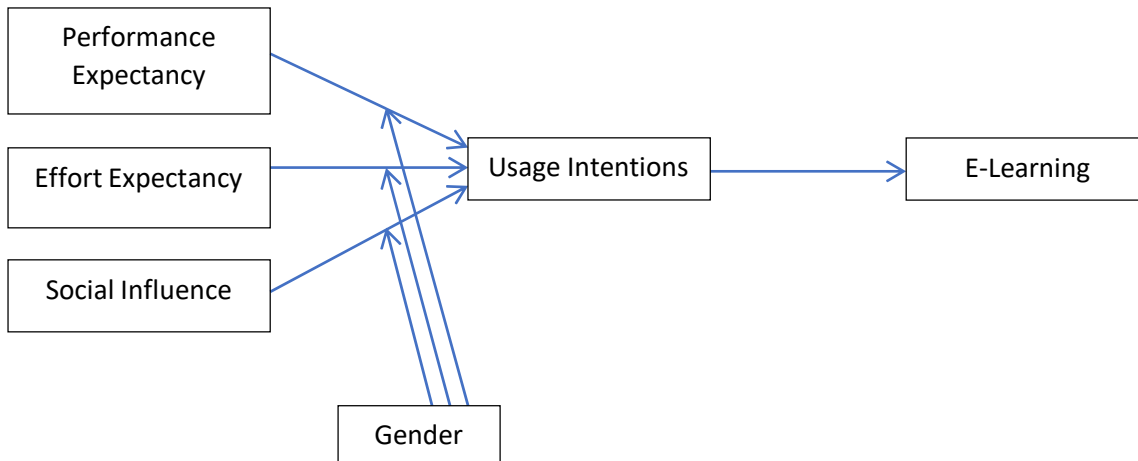 Performance
Expectancy
Effort Expectancy
Usage Intentions
E-Learning
Social Influence
Gender